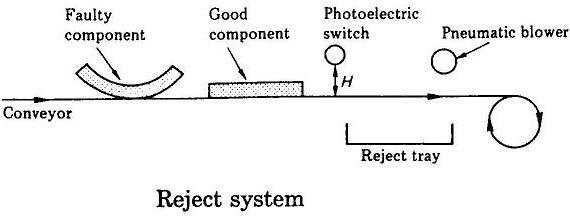 Faulty
component
Good
component
Photoelectric
switch
Pneumatic blower
H
Conveyor
Reject tray
Reject system